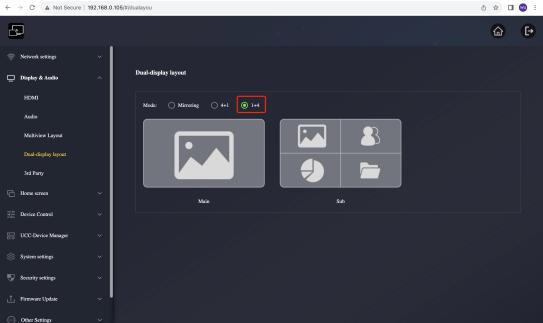 Not Secure | 192.168.0.105/#/duallayou
Network settings
Display & Audio
HDMI
Audio
Multiview Layout
Dual-display layout
3rd Party
Home screen
Device Control
UCC-Device Manager
System settings
Security settings
Firmware Update
Other Settings
Dual-display layout
Mode: Mirroring 4+1 1+4
Main Sub